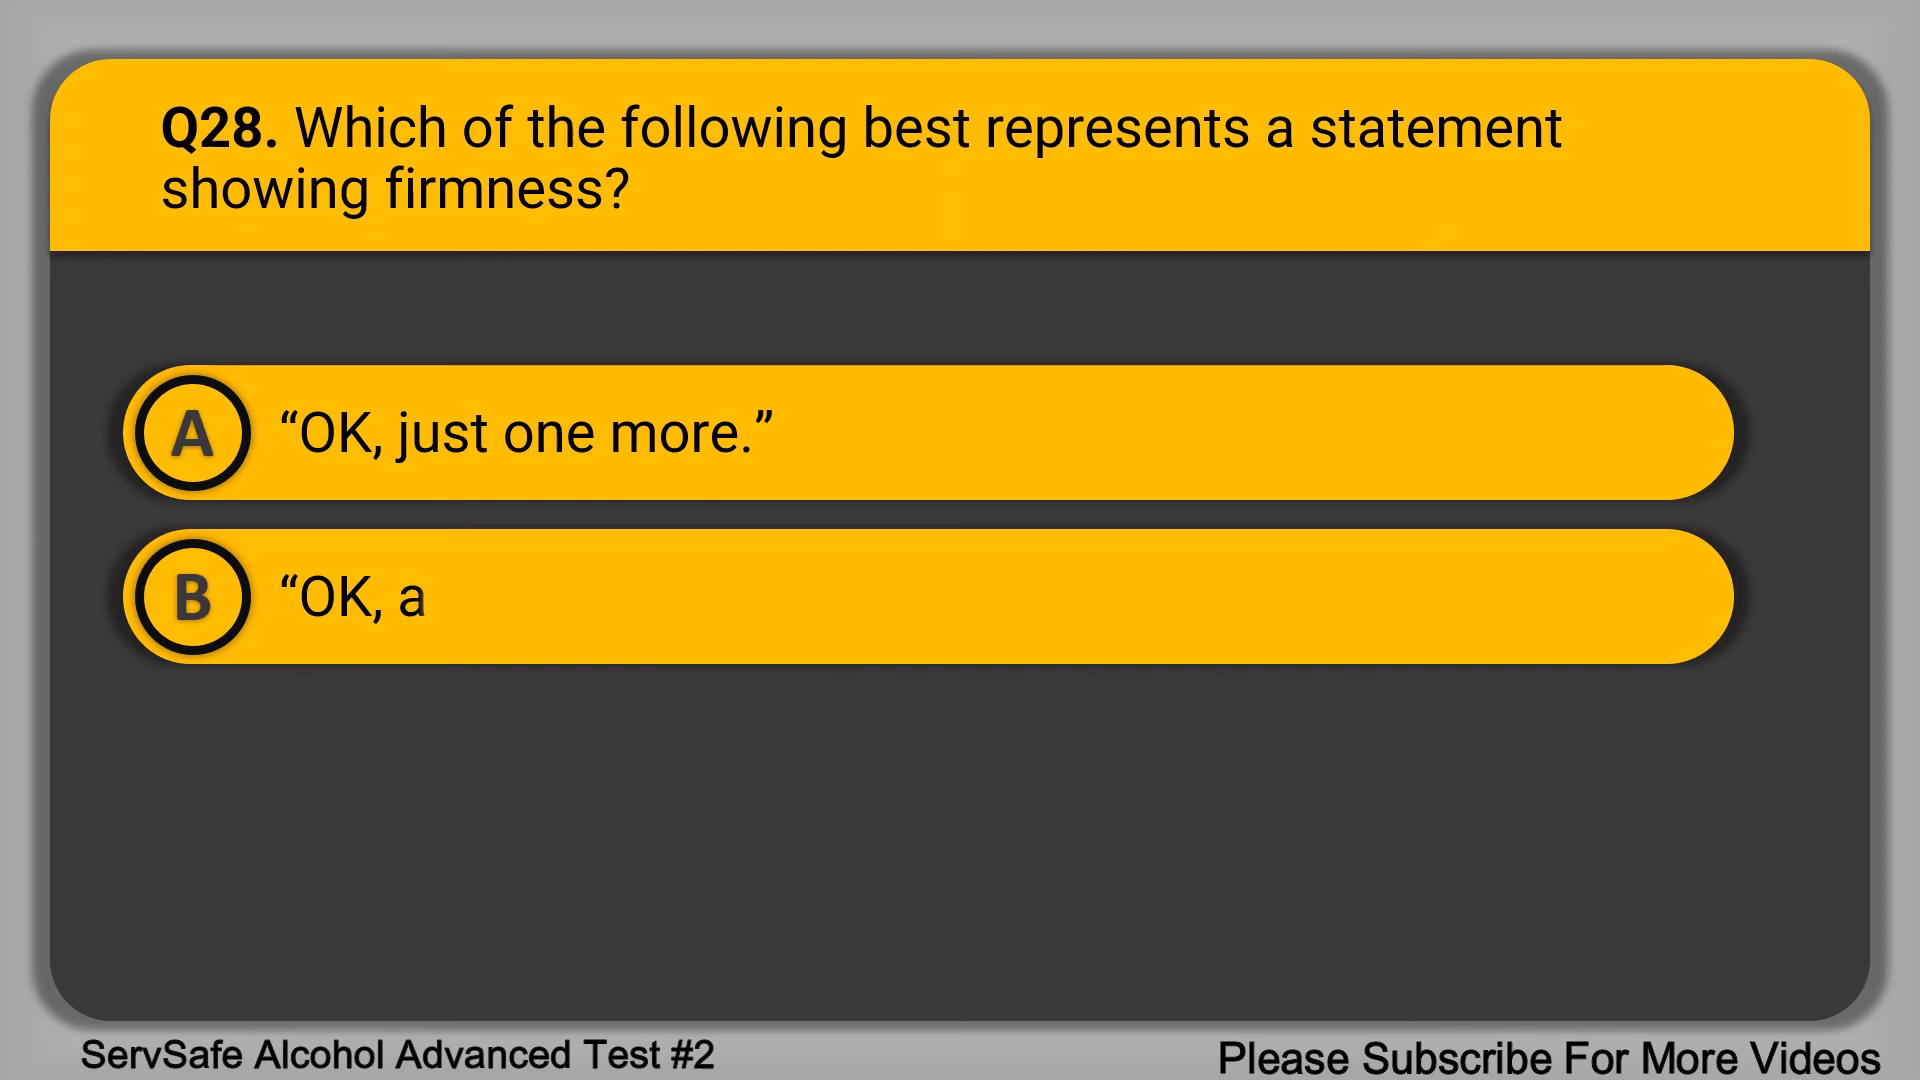 Q28. Which of the following best represents a statement
showing firmness?
A “OK, just one more.”
B “OK, a
ServSafe Alcohol Advanced Test #2
Please Subscribe For More Videos